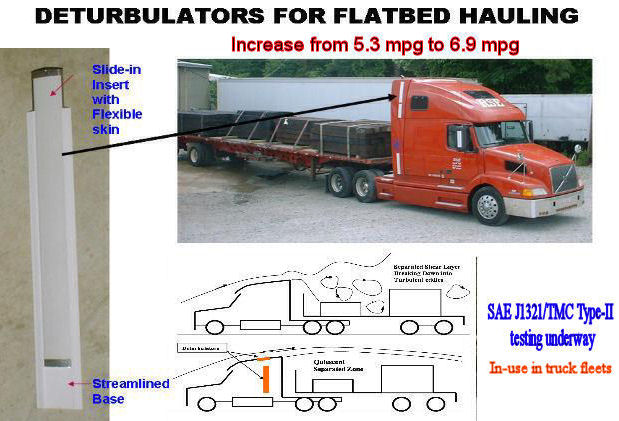 DETURBULATORS FOR FLATBED HAULING
Increase from 5.3 mpg to 6.9 mpg
Slide-in
Insert
with
Flexible
skin
Separated Shear Layer
Breaking Down into
Turbulent eddies
Deturbulators
Quiescent
Separated Zone
SAE J1321/TMC Type-II
testing underway
In-use in truck fleets
Streamlined
Base